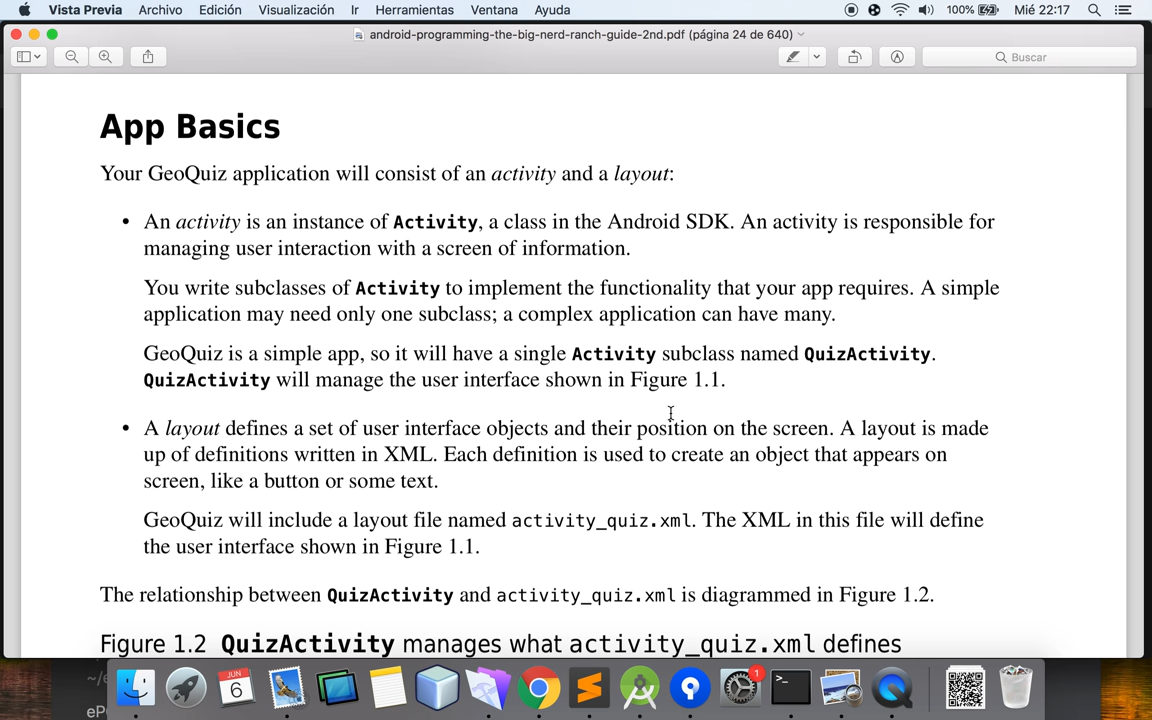 Vista Previa Archivo Edición Visualización Ir Herramientas Ventana Ayuda 100% Mié 22:17
android-programming-the-big-nerd-ranch-guide-2nd.pdf (página 24 de 640)
Buscar
App Basics
Your GeoQuiz application will consist of an activity and a layout:
• An activity is an instance of Activity, a class in the Android SDK. An activity is responsible for
managing user interaction with a screen of information.
You write subclasses of Activity to implement the functionality that your app requires. A simple
application may need only one subclass; a complex application can have many.
GeoQuiz is a simple app, so it will have a single Activity subclass named QuizActivity.
QuizActivity will manage the user interface shown in Figure 1.1.
• A layout defines a set of user interface objects and their position on the screen. A layout is made
up of definitions written in XML. Each definition is used to create an object that appears on
screen, like a button or some text.
GeoQuiz will include a layout file named activity_quiz.xml. The XML in this file will define
the user interface shown in Figure 1.1.
The relationship between QuizActivity and activity_quiz.xml is diagrammed in Figure 1.2.
Figure 1.2 QuizActivity manages what activity_quiz.xml defines
JUN
6
1